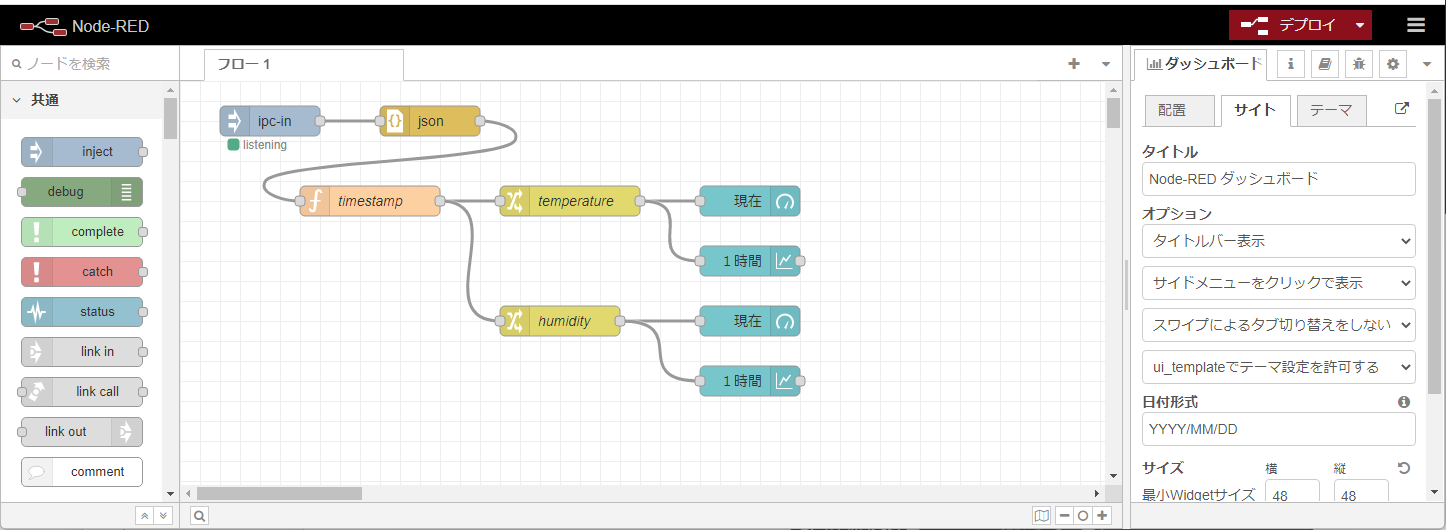 Node-RED
デプロイ
ノードを検索
共通
inject
debug
complete
catch
status
link in
link call
link out
comment
フロー 1
ipc-in
json
listening
timestamp
temperature
現在
1 時間
humidity
現在
1 時間
ダッシュボード
配置
サイト
テーマ
タイトル
Node-RED ダッシュボード
オプション
タイトルバー表示
サイドメニューをクリックで表示
スワイプによるタブ切り替えをしない
ui_templateでテーマ設定を許可する
日付形式
YYYY/MM/DD
サイズ 横 縦
最小Widgetサイズ 48 48